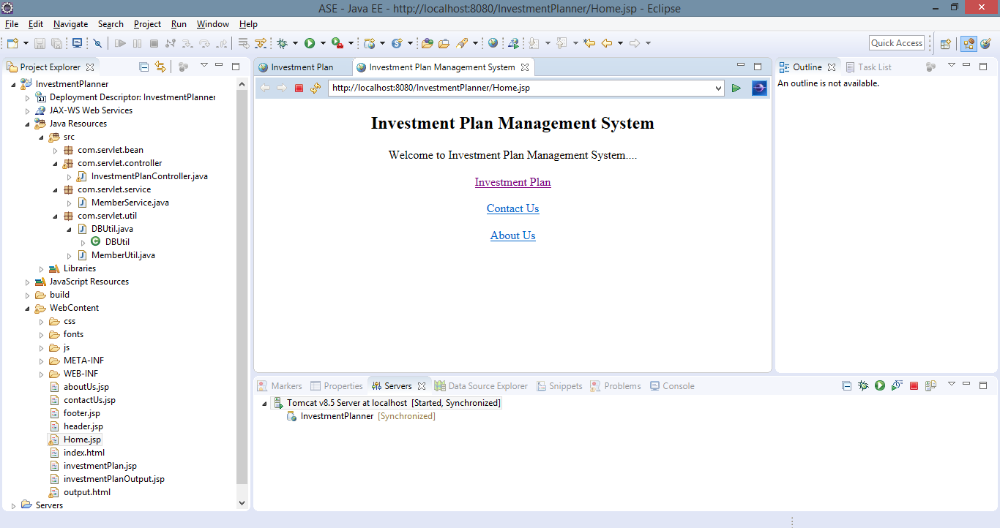 ASE - Java EE - http://localhost:8080/InvestmentPlanner/Home.jsp - Eclipse
File Edit Navigate Search Project Run Window Help
Quick Access
Project Explorer
InvestmentPlanner
3.1 Deployment Descriptor: InvestmentPlanner
JAX-WS Web Services
Java Resources
src
com.servlet.bean
com.servlet.controller
InvestmentPlanController.java
com.servlet.service
MemberService.java
com.servlet.util
DBUtil.java
DBUtil
MemberUtil.java
Libraries
JavaScript Resources
build
WebContent
css
fonts
js
META-INF
WEB-INF
aboutUs.jsp
contactUs.jsp
footer.jsp
header.jsp
Home.jsp
index.html
investmentPlan.jsp
investmentPlanOutput.jsp
output.html
Servers
Investment Plan Investment Plan Management System
http://localhost:8080/InvestmentPlanner/Home.jsp
Investment Plan Management System
Welcome to Investment Plan Management System....
Investment Plan
Contact Us
About Us
Outline Task List
An outline is not available.
Markers Properties Servers Data Source Explorer Snippets Problems Console
Tomcat v8.5 Server at localhost [Started, Synchronized]
InvestmentPlanner [Synchronized]